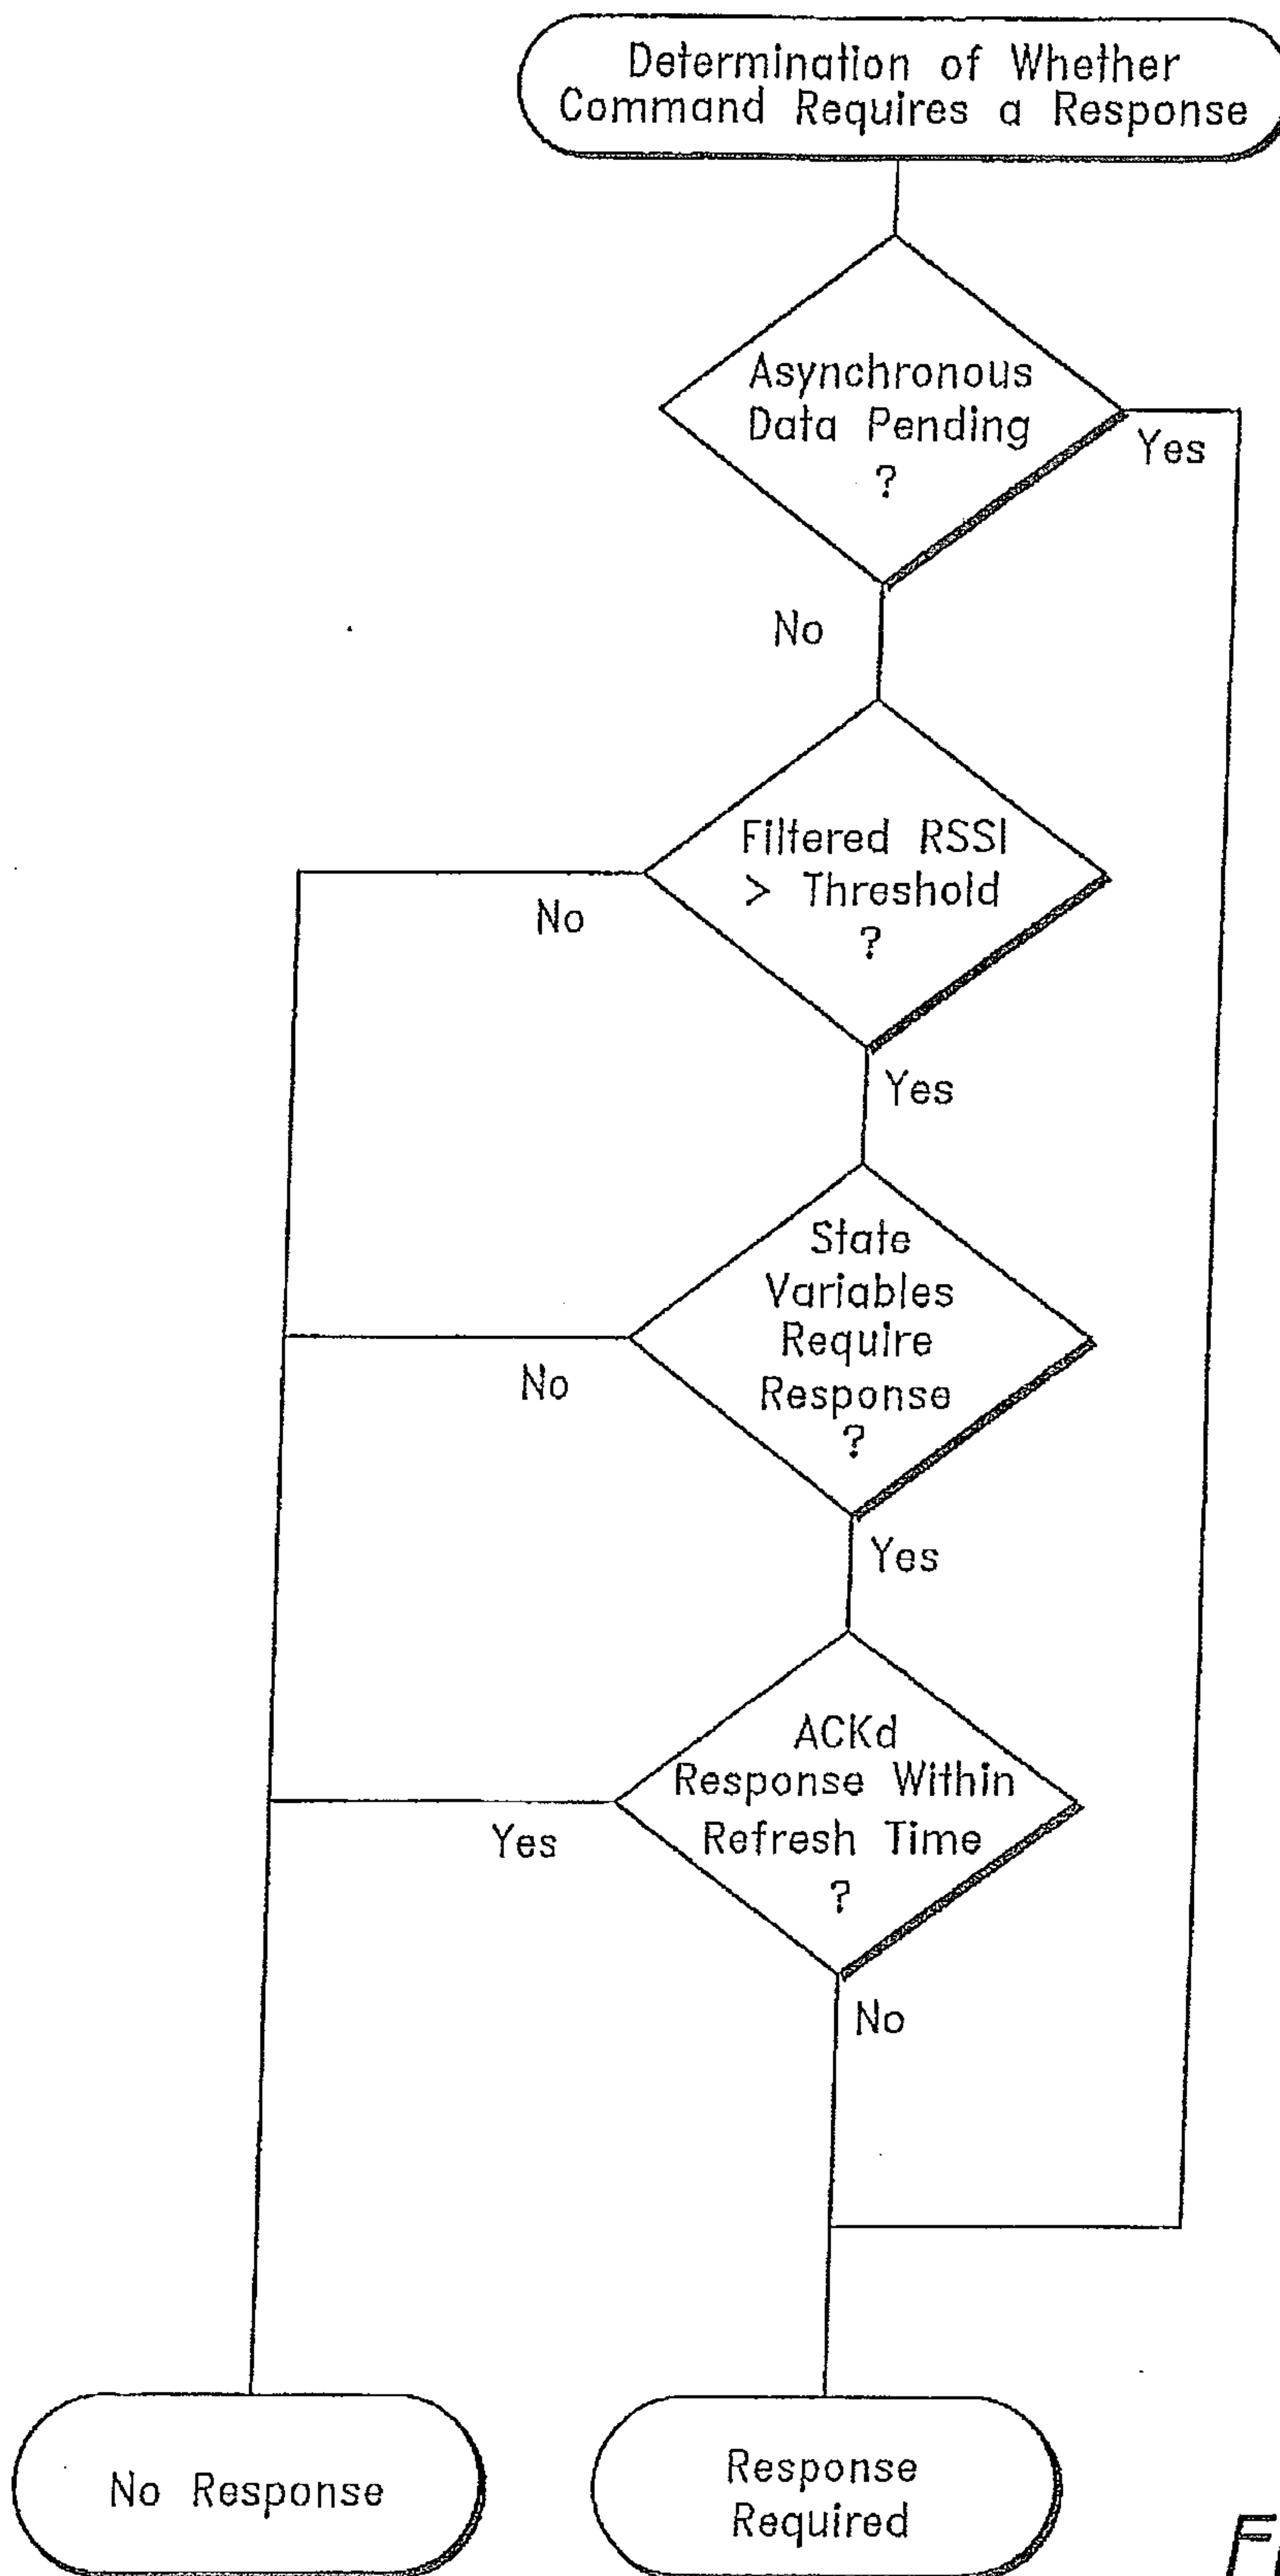 Determination of Whether
Command Requires a Response
Asynchronous
Data Pending
?
Yes
No
Filtered RSSI
> Threshold
?
No
Yes
State
Variables
Require
Response
?
No
Yes
ACKd
Response Within
Refresh Time
?
Yes
No
No Response
Response
Required